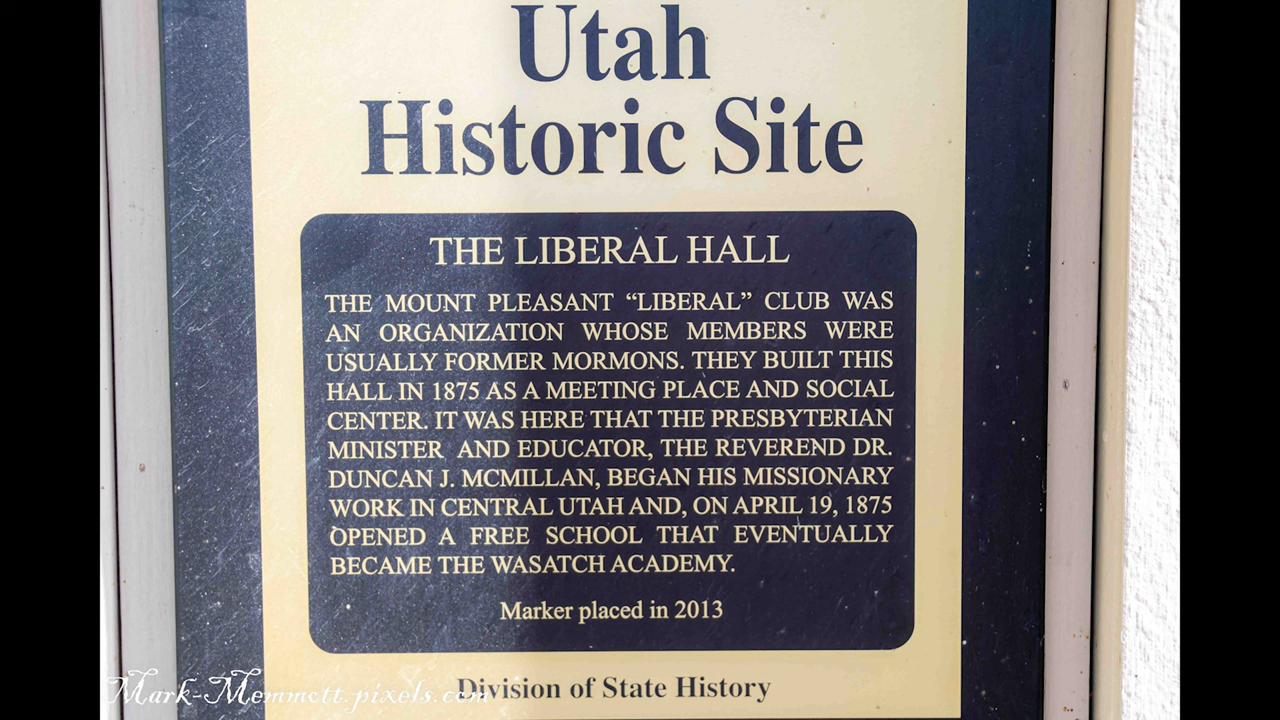 Utah
Historic Site
THE LIBERAL HALL
THE MOUNT PLEASANT “LIBERAL” CLUB WAS
AN ORGANIZATION WHOSE MEMBERS WERE
USUALLY FORMER MORMONS. THEY BUILT THIS
HALL IN 1875 AS A MEETING PLACE AND SOCIAL
CENTER. IT WAS HERE THAT THE PRESBYTERIAN
MINISTER AND EDUCATOR, THE REVEREND DR.
DUNCAN J. MCMILLAN, BEGAN HIS MISSIONARY
WORK IN CENTRAL UTAH AND, ON APRIL 19, 1875
OPENED A FREE SCHOOL THAT EVENTUALLY
BECAME THE WASATCH ACADEMY.
Marker placed in 2013
Division of State History
Mark-Memmott.pixels.com